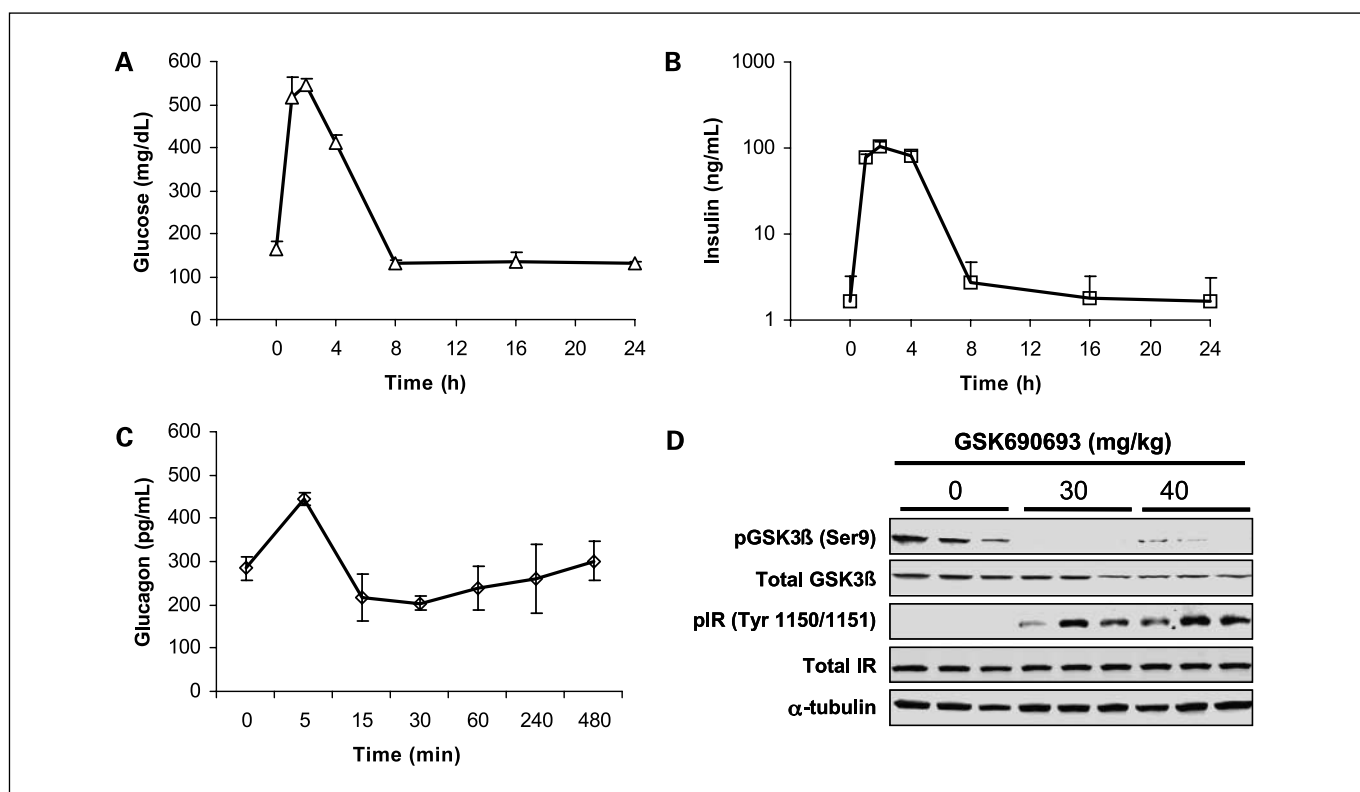 A
Glucose (mg/dL)
600
500
400
300
200
100
0
0 4 8 12 16 20 24
Time (h)
B
Insulin (ng/mL)
1000
100
10
1
0 4 8 12 16 20 24
Time (h)
C
Glucagon (pg/mL)
600
500
400
300
200
100
0
0 5 15 30 60 240 480
Time (min)
D
GSK690693 (mg/kg)
0 30 40
pGSK3ß (Ser9)
Total GSK3ß
pIR (Tyr 1150/1151)
Total IR
α-tubulin